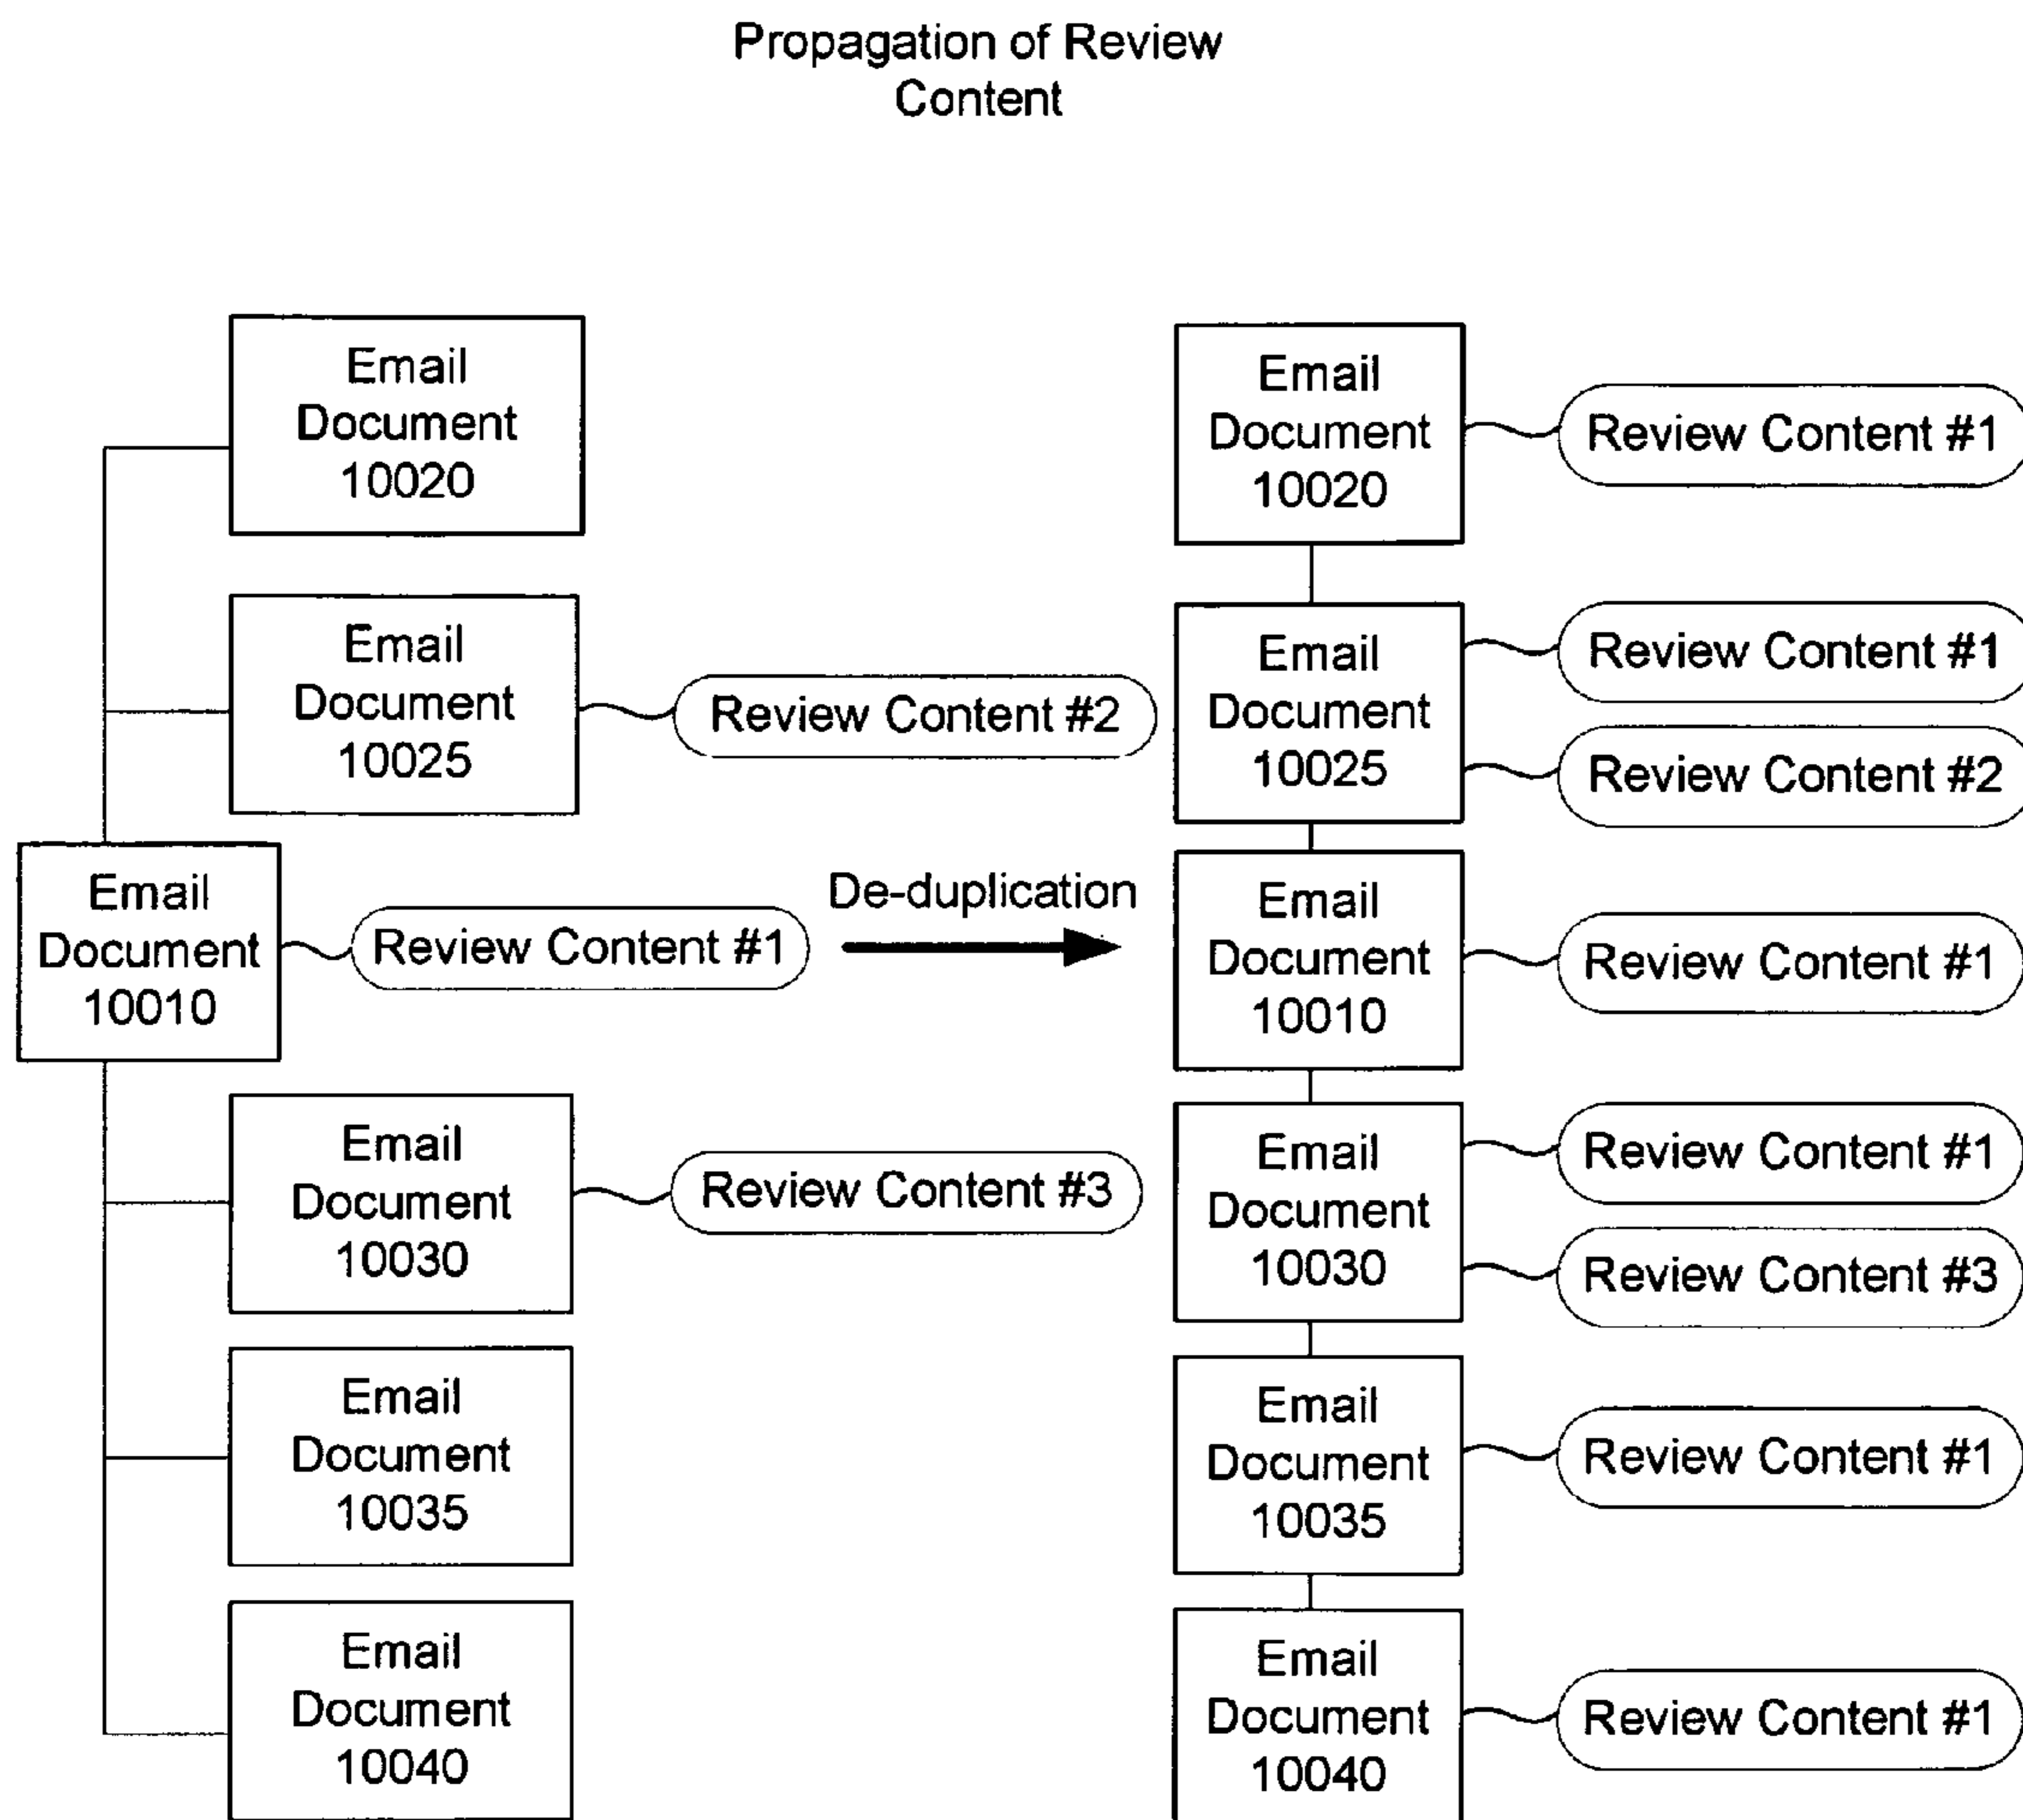 Propagation of Review
Content
Email
Document
10020
Email
Document
10025
Review Content #2
Email
Document
10010
Review Content #1
De-duplication
Email
Document
10030
Review Content #3
Email
Document
10035
Email
Document
10040
Email
Document
10020
Review Content #1
Email
Document
10025
Review Content #1
Review Content #2
Email
Document
10010
Review Content #1
Email
Document
10030
Review Content #1
Review Content #3
Email
Document
10035
Review Content #1
Email
Document
10040
Review Content #1